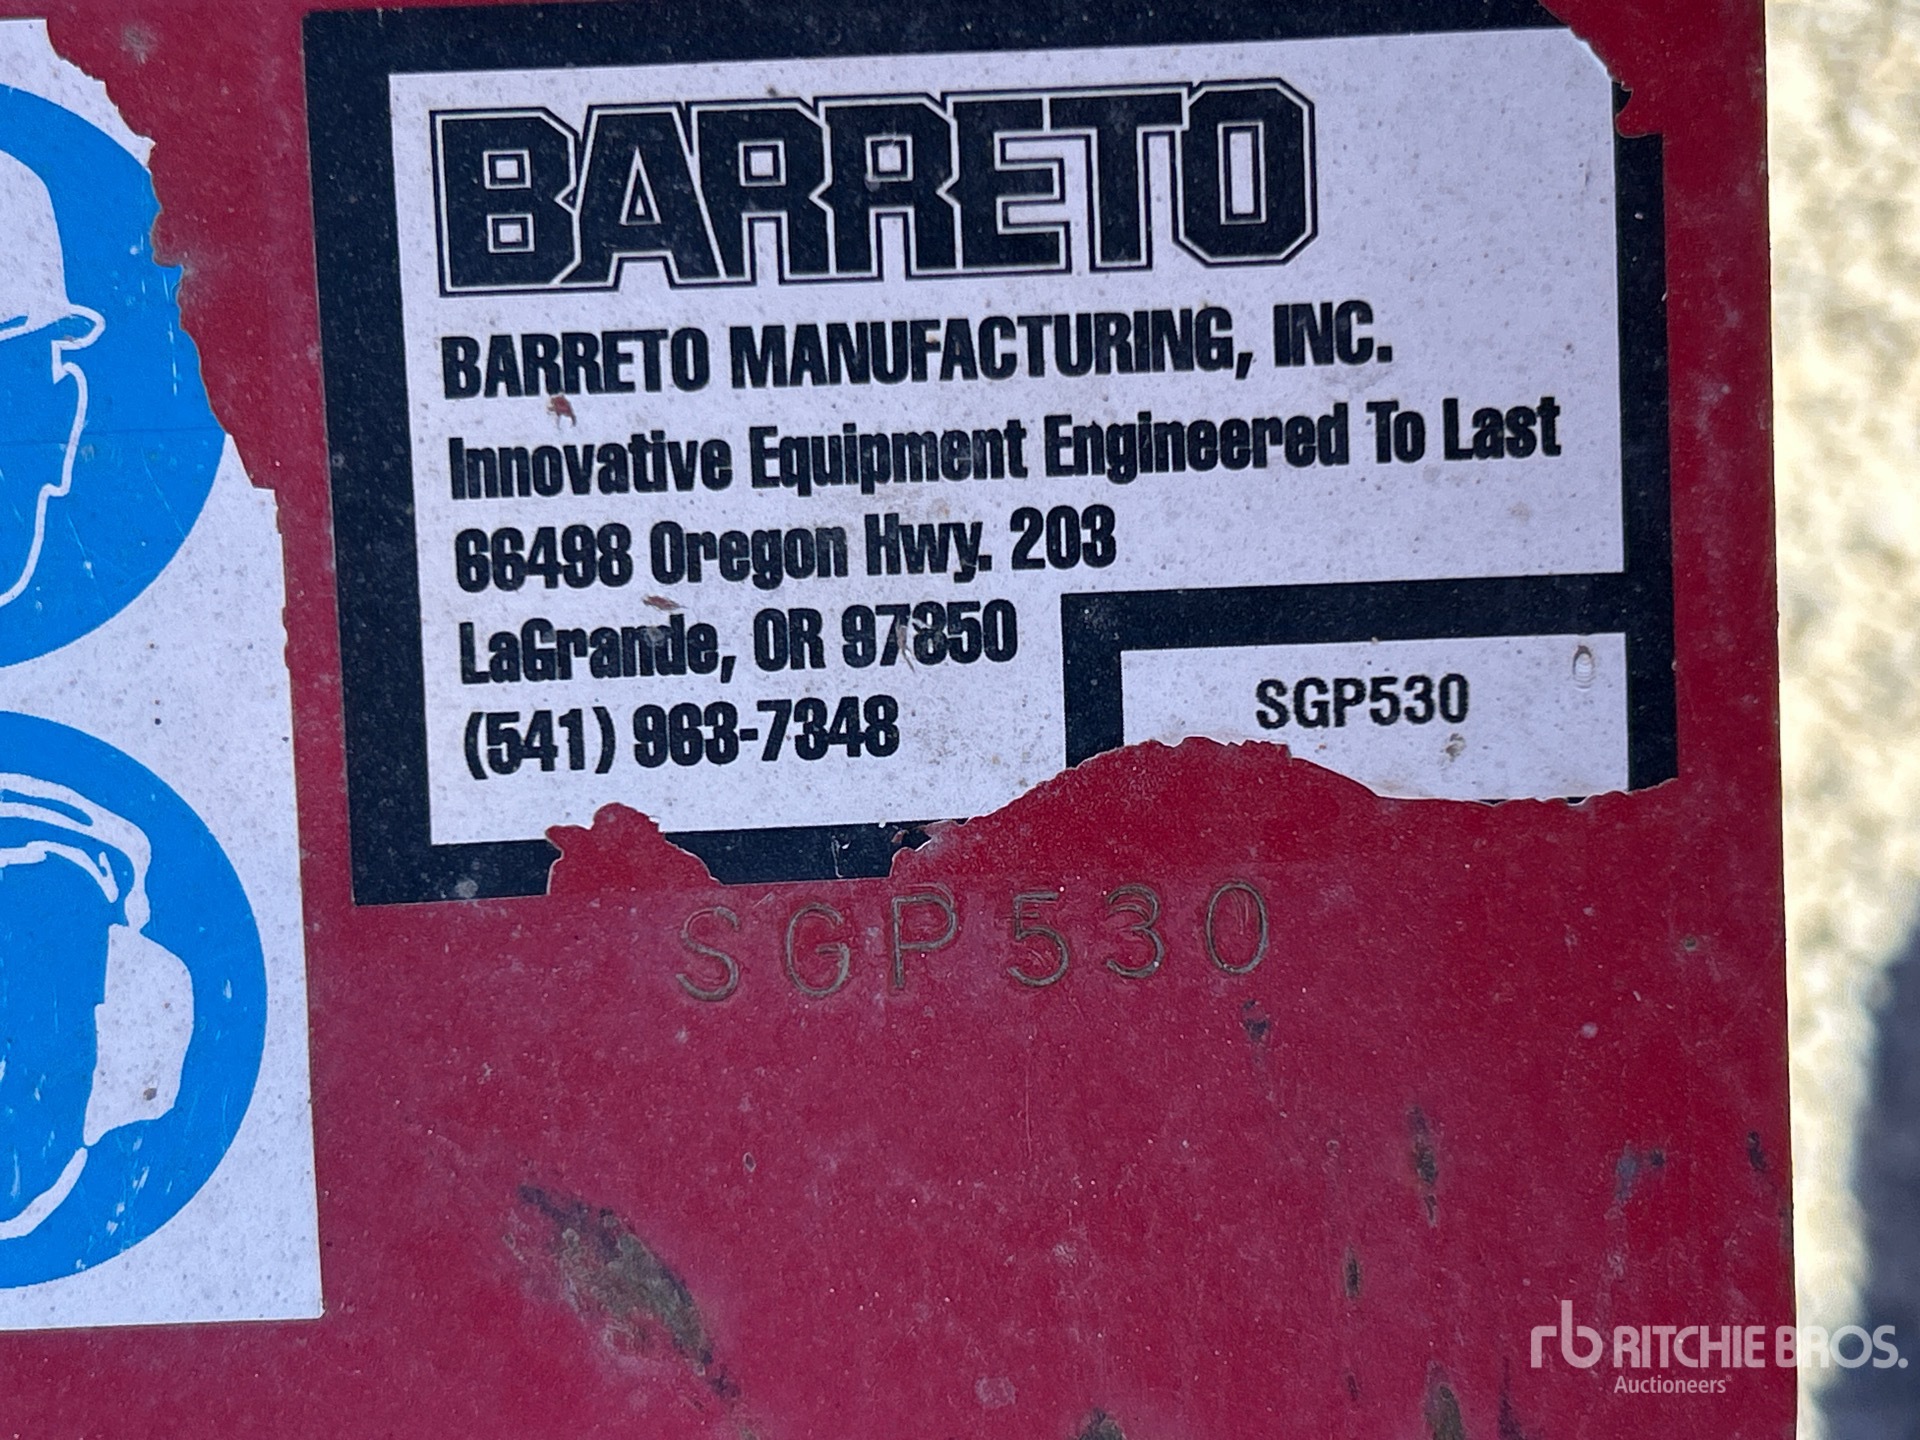 BARRETO
BARRETO MANUFACTURING, INC.
Innovative Equipment Engineered To Last
66498 Oregon Hwy. 203
LaGrande, OR 97850
(541) 963-7348
SGP530
SGP530
rb RITCHIE BROS.
Auctioneers